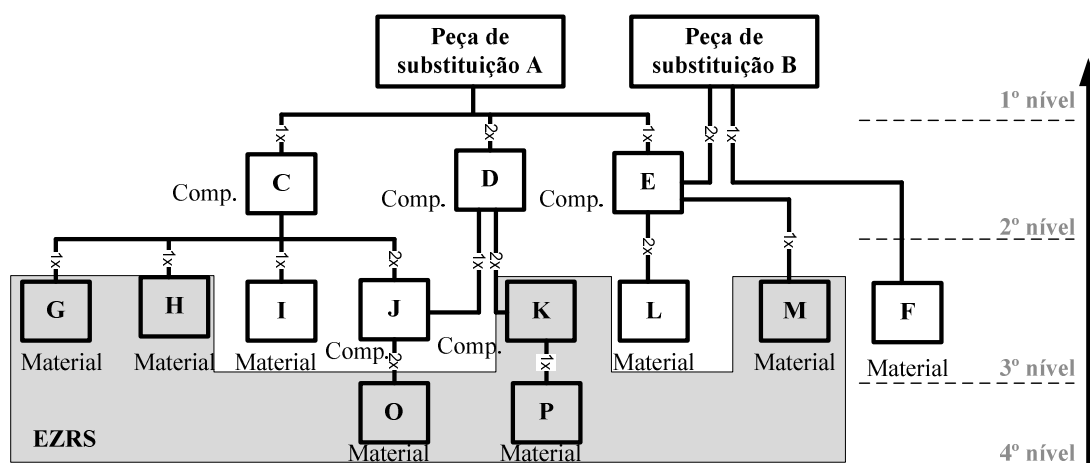 Peça de
substituição A
Peça de
substituição B
1º nível
1x
2x
1x
2x
1x
C
D
E
Comp.
Comp.
Comp.
2º nível
1x
1x
1x
2x
1x
2x
2x
1x
G
H
I
J
K
L
M
F
Material
Material
Material
Comp.
Comp.
Material
Material
Material
2x
1x
3º nível
O
P
EZRS
Material
Material
4º nível